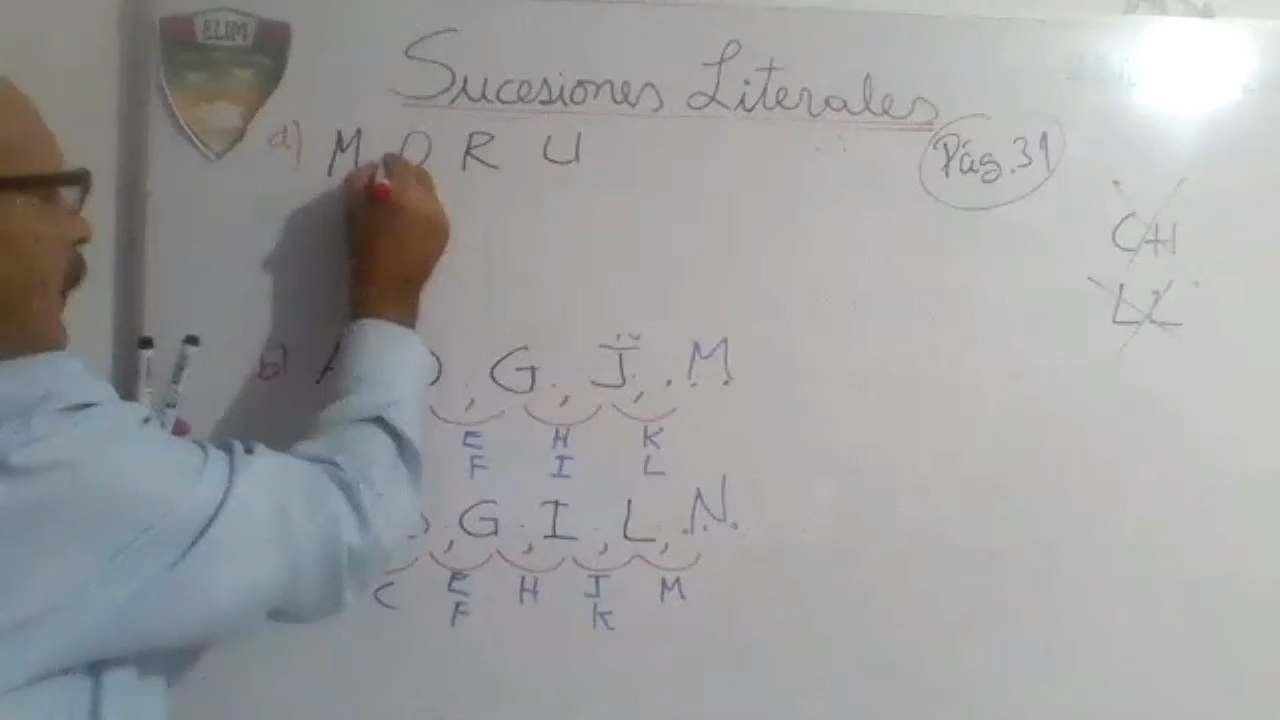 ELIM
Sucesiones Literales
a) M O R U
Pág. 31
CH
LL
b) A D , G , J , M
E H K
F I L
D , G , I , L , N
C E H J M
F K